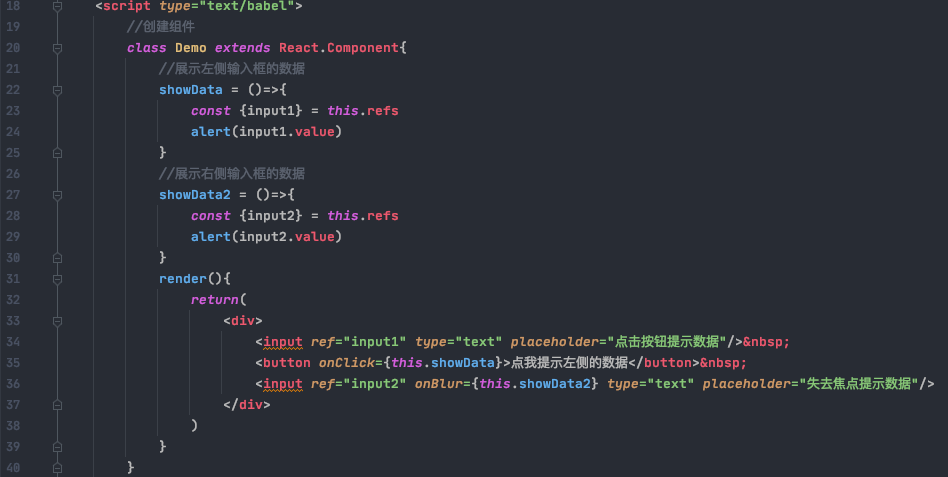 18 <script type="text/babel">
19 //创建组件
20 class Demo extends React.Component{
21 //展示左侧输入框的数据
22 showData = ()=>{
23 const {input1} = this.refs
24 alert(input1.value)
25 }
26 //展示右侧输入框的数据
27 showData2 = ()=>{
28 const {input2} = this.refs
29 alert(input2.value)
30 }
31 render(){
32 return(
33 <div>
34 <input ref="input1" type="text" placeholder="点击按钮提示数据"/>&nbsp;
35 <button onClick={this.showData}>点我提示左侧的数据</button>&nbsp;
36 <input ref="input2" onBlur={this.showData2} type="text" placeholder="失去焦点提示数据"/>
37 </div>
38 )
39 }
40 }